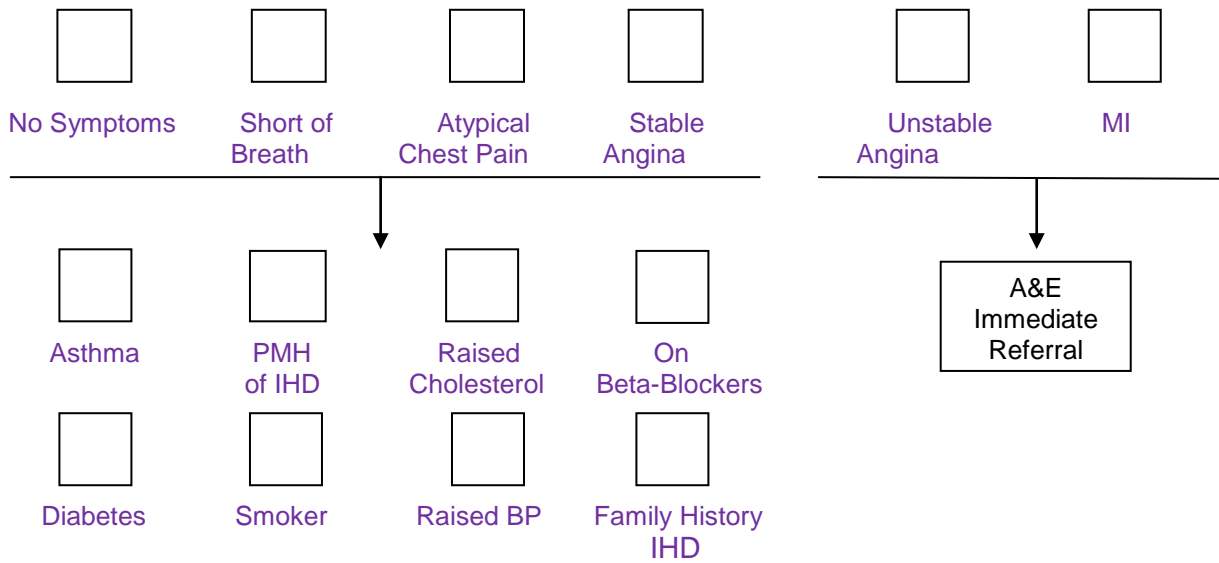 No Symptoms Short of Atypical Stable Unstable MI
Breath Chest Pain Angina Angina
A&E
Immediate
Referral
Asthma PMH Raised On
of IHD Cholesterol Beta-Blockers
Diabetes Smoker Raised BP Family History
IHD